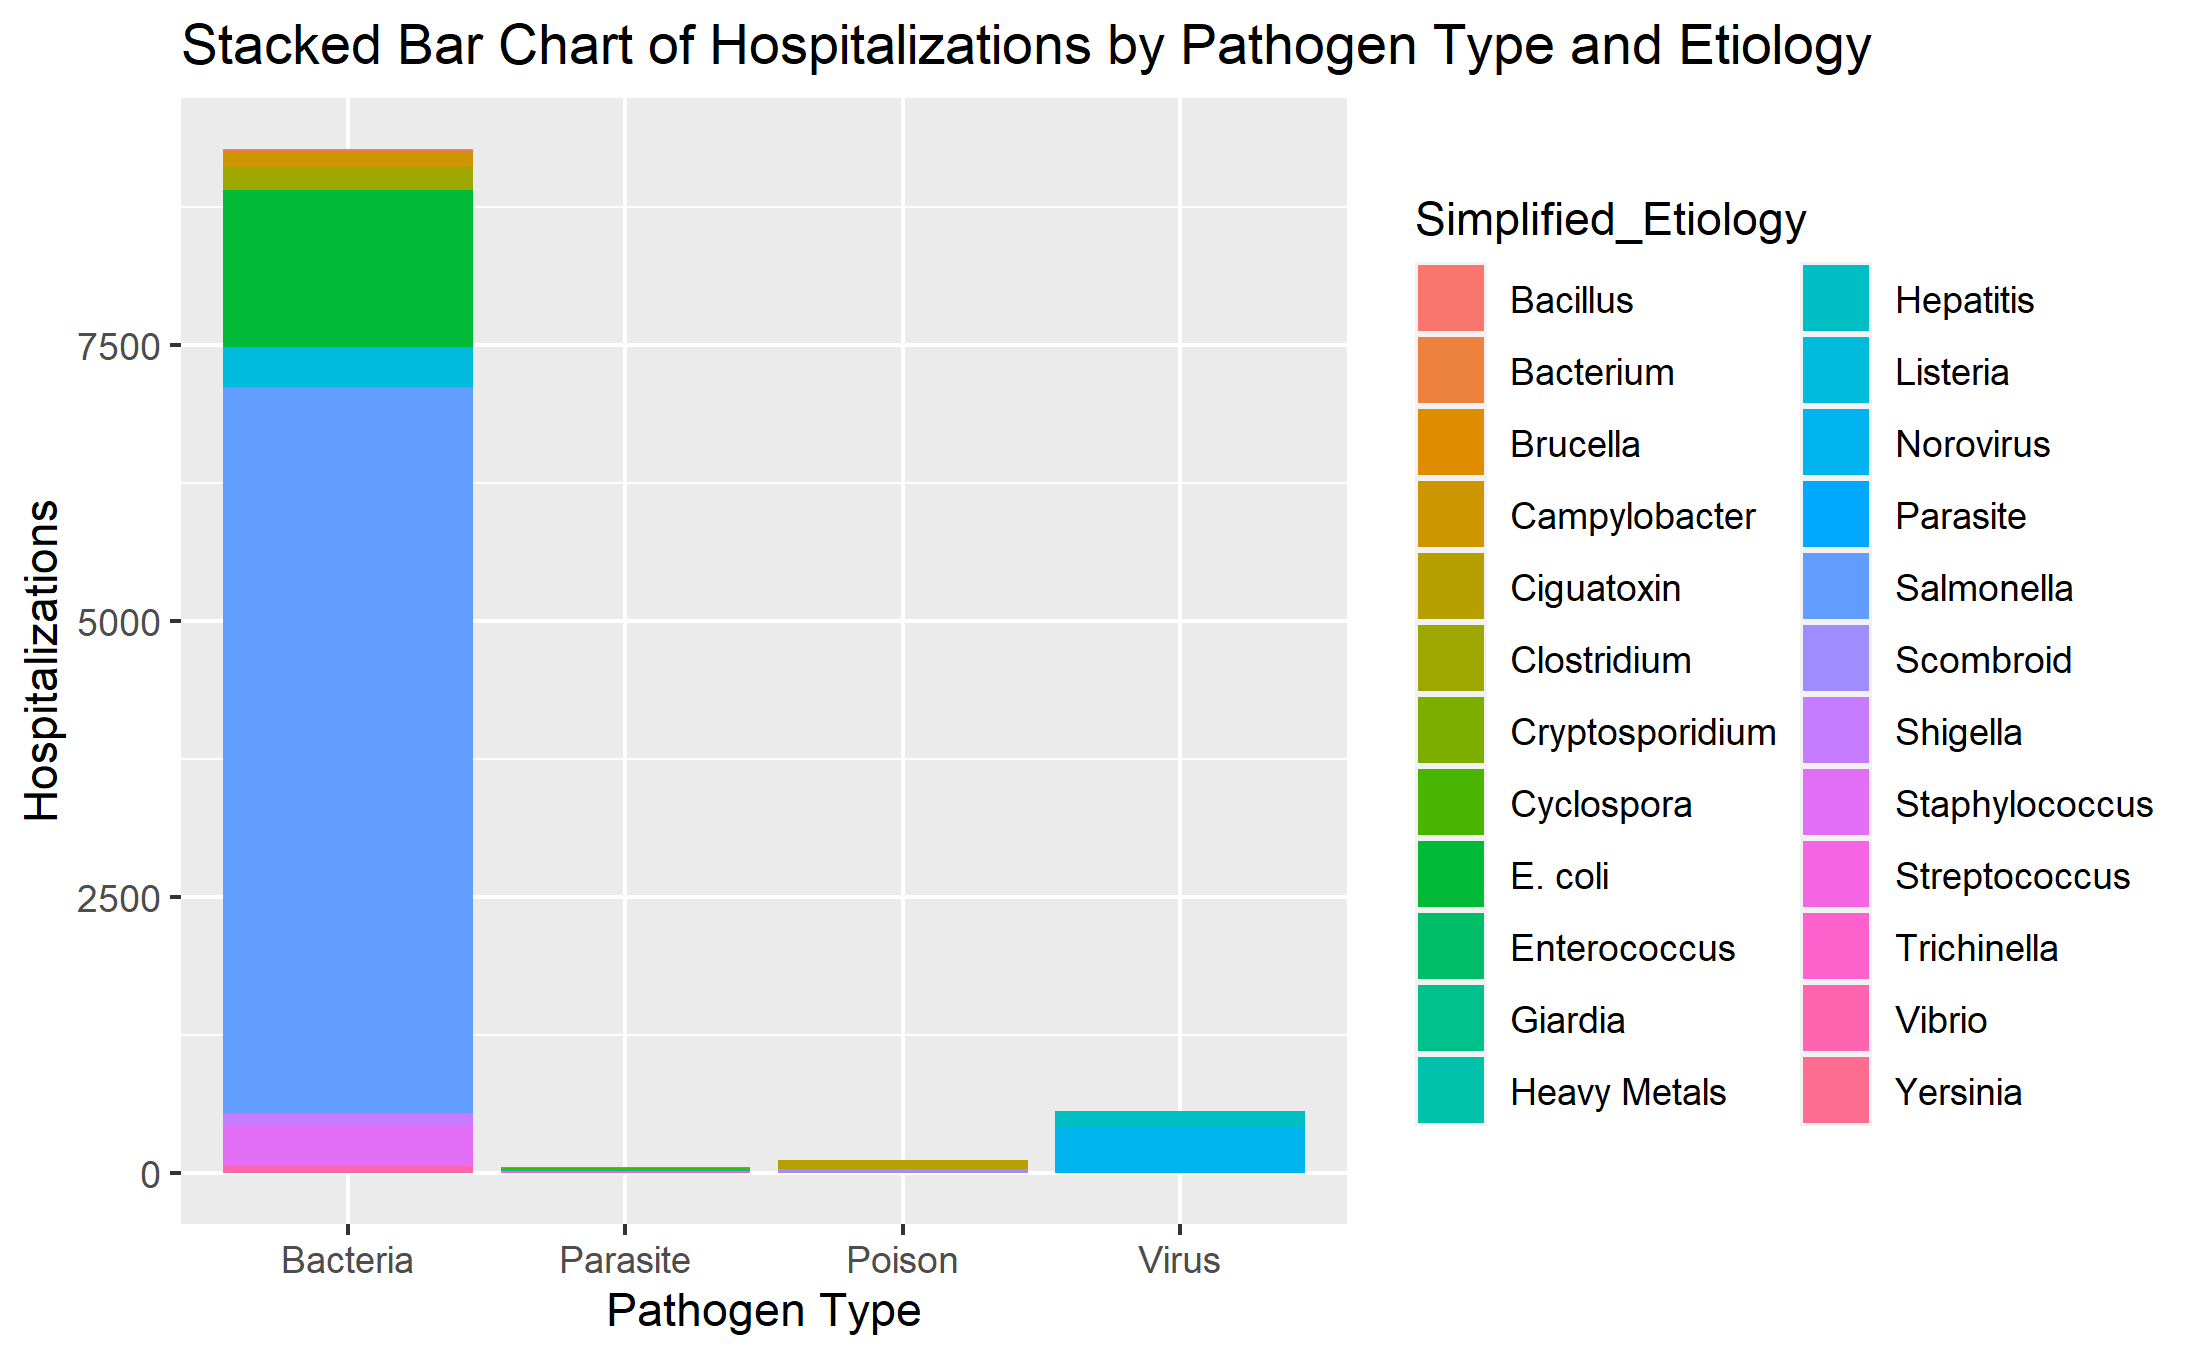 Stacked Bar Chart of Hospitalizations by Pathogen Type and Etiology
Hospitalizations
7500
5000
2500
0
Bacteria
Parasite
Poison
Virus
Pathogen Type
Simplified_Etiology
Bacillus
Bacterium
Brucella
Campylobacter
Ciguatoxin
Clostridium
Cryptosporidium
Cyclospora
E. coli
Enterococcus
Giardia
Heavy Metals
Hepatitis
Listeria
Norovirus
Parasite
Salmonella
Scombroid
Shigella
Staphylococcus
Streptococcus
Trichinella
Vibrio
Yersinia